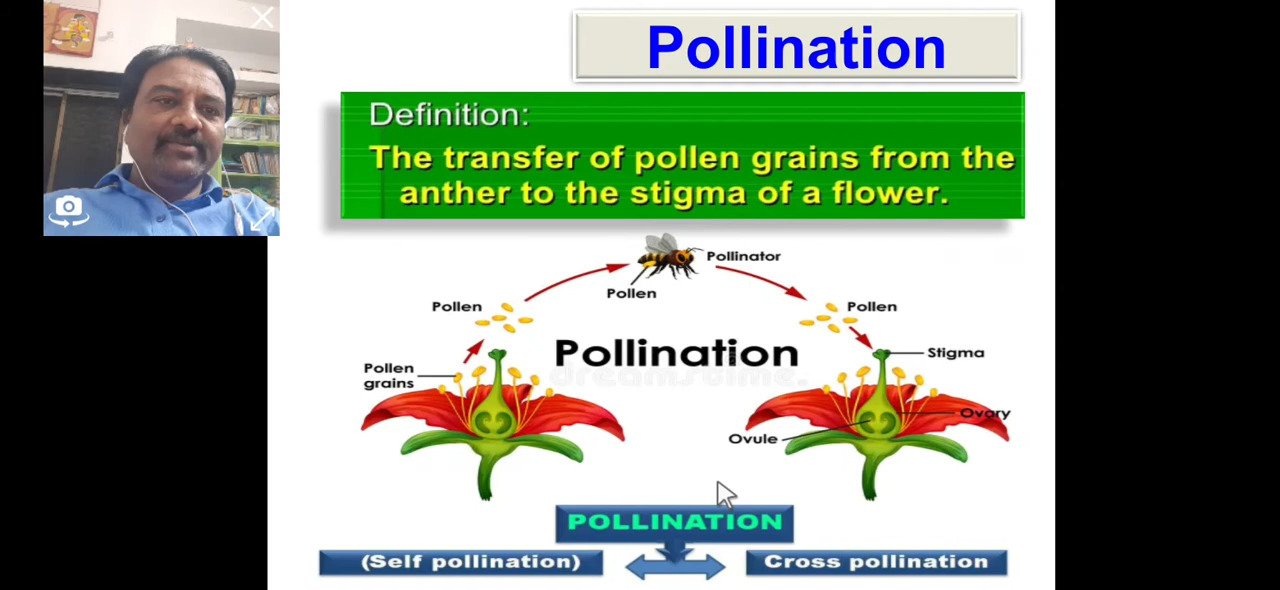 Pollination
Definition:
The transfer of pollen grains from the
anther to the stigma of a flower.
Pollinator
Pollen
Pollen
Pollen
Pollination
dreamstime.
Pollen
grains
Stigma
Ovary
Ovule
POLLINATION
(Self pollination)
Cross pollination